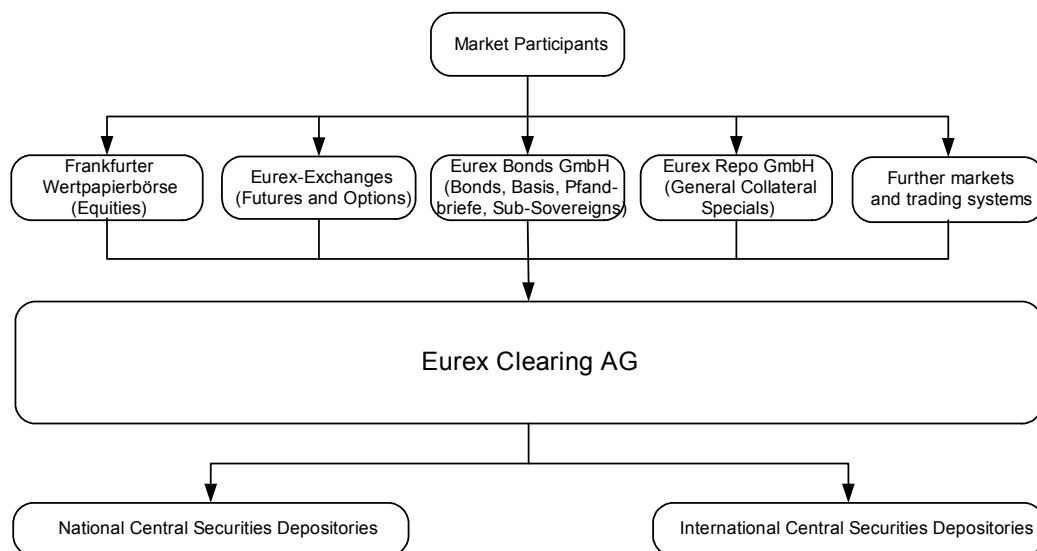 Market Participants
Frankfurter
Wertpapierbörse
(Equities)
Eurex-Exchanges
(Futures and Options)
Eurex Bonds GmbH
(Bonds, Basis, Pfand-
briefe, Sub-Sovereigns)
Eurex Repo GmbH
(General Collateral
Specials)
Further markets
and trading systems
Eurex Clearing AG
National Central Securities Depositories
International Central Securities Depositories